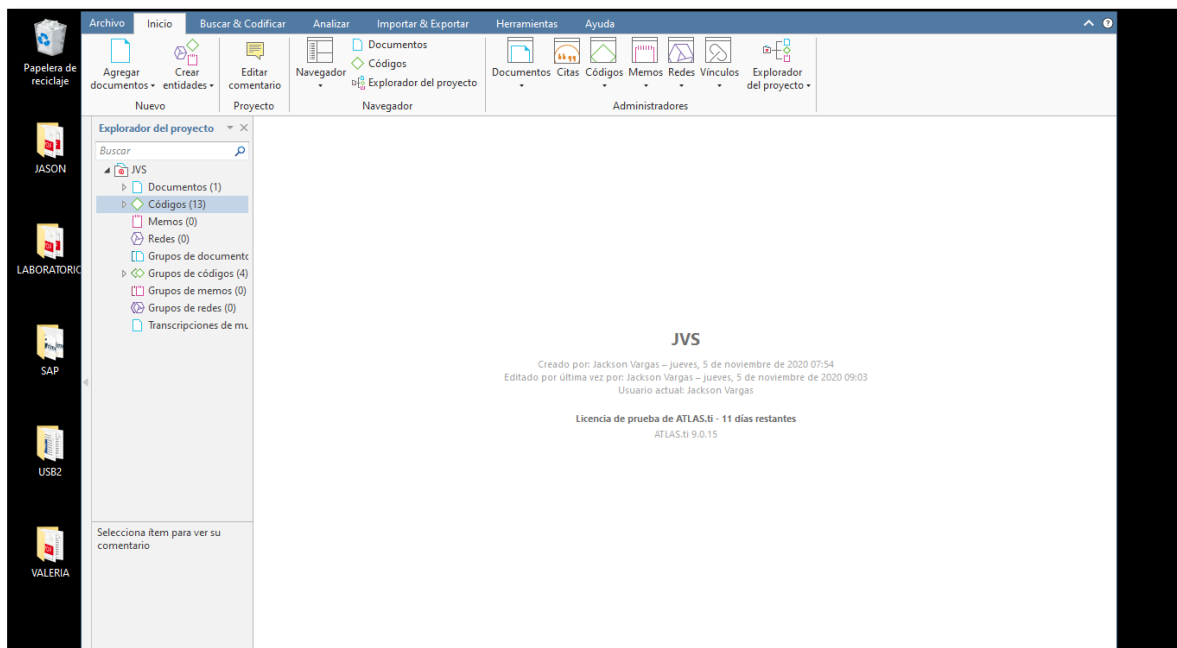 Papelera de
reciclaje
JASON
LABORATORIO
SAP
USB2
VALERIA
Archivo Inicio Buscar & Codificar Analizar Importar & Exportar Herramientas Ayuda
Agregar
documentos
Crear
entidades
Nuevo
Editar
comentario
Proyecto
Navegador
Documentos
Códigos
Explorador del proyecto
Navegador
Documentos Citas Códigos Memos Redes Vínculos Explorador
del proyecto
Administradores
Explorador del proyecto
Buscar
JVS
Documentos (1)
Códigos (13)
Memos (0)
Redes (0)
Grupos de documento
Grupos de códigos (4)
Grupos de memos (0)
Grupos de redes (0)
Transcripciones de mu
Selecciona ítem para ver su
comentario
JVS
Creado por: Jackson Vargas – jueves, 5 de noviembre de 2020 07:54
Editado por última vez por: Jackson Vargas – jueves, 5 de noviembre de 2020 09:03
Usuario actual: Jackson Vargas
Licencia de prueba de ATLAS.ti - 11 días restantes
ATLAS.ti 9.0.15